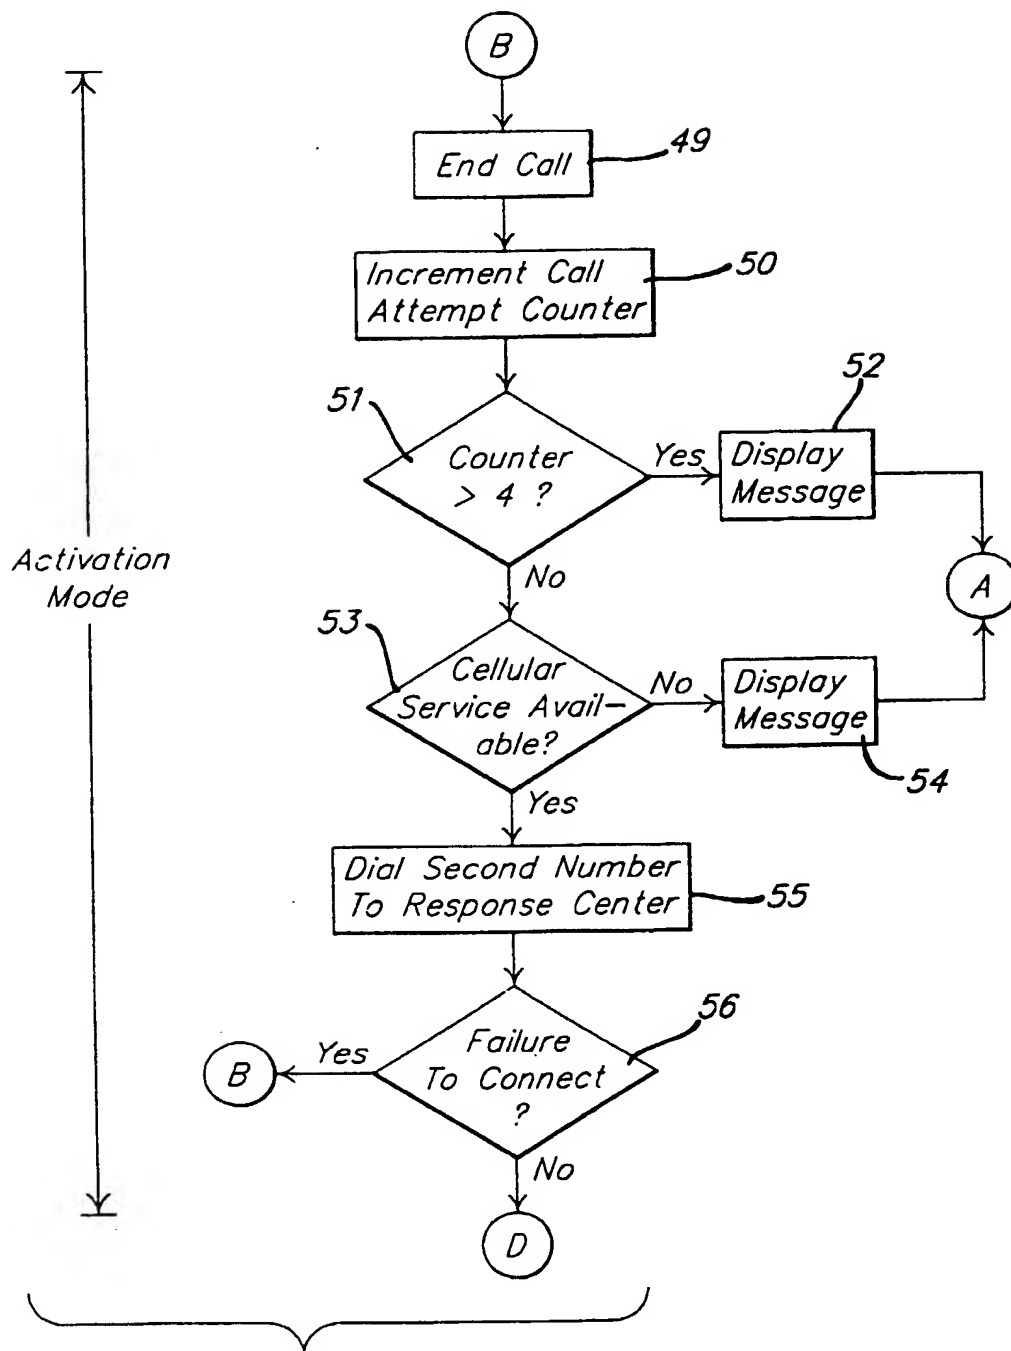 B
End Call
49
Increment Call
Attempt Counter
50
51
Counter
> 4 ?
Yes
52
Display
Message
A
No
Activation
Mode
53
Cellular
Service Avail-
able?
No
Display
Message
54
Yes
Dial Second Number
To Response Center
55
56
Failure
To Connect
?
Yes
B
No
D